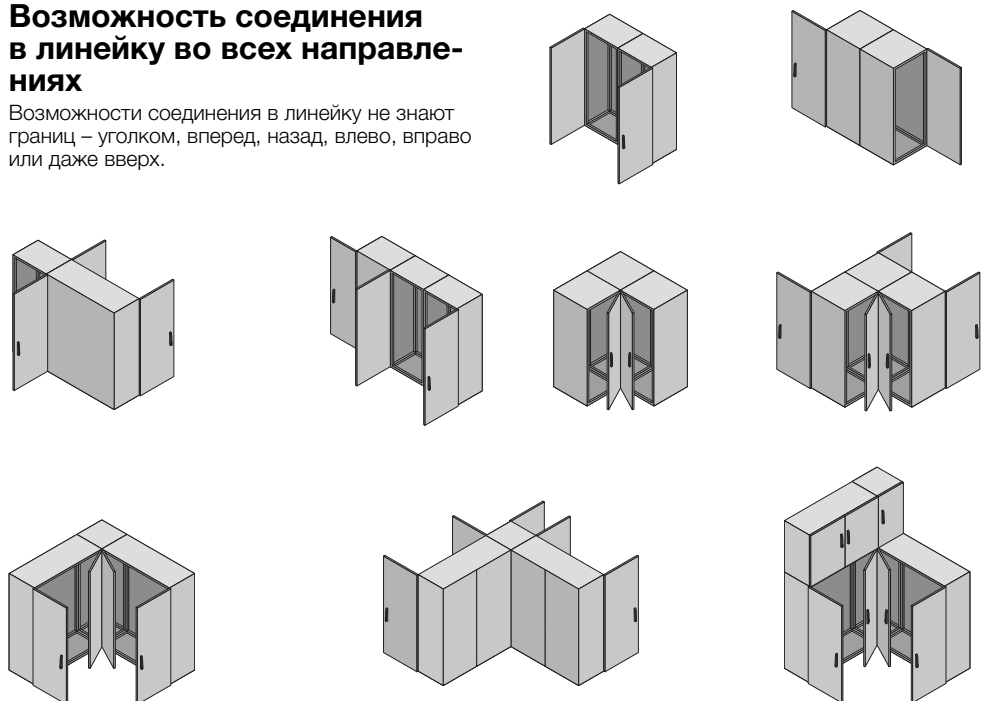 Возможность соединения
в линейку во всех направле-
ниях
Возможности соединения в линейку не знают
границ – уголком, вперед, назад, влево, вправо
или даже вверх.